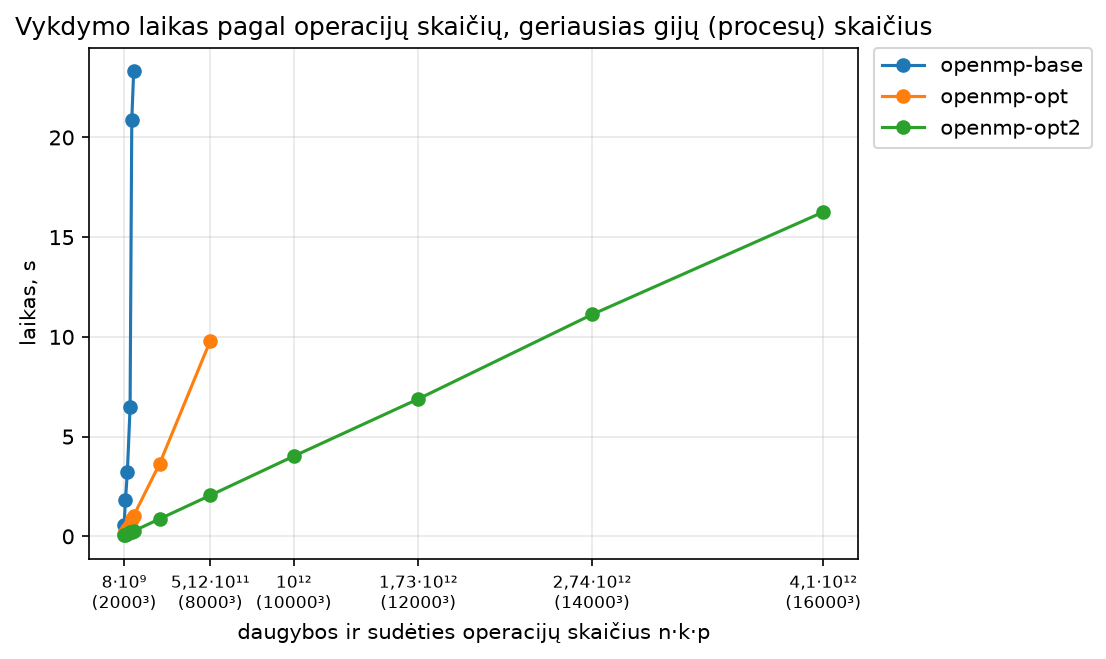 Vykdymo laikas pagal operacijų skaičių, geriausias gijų (procesų) skaičius
openmp-base
openmp-opt
openmp-opt2
laikas, s
20
15
10
5
0
8·10⁹ 5,12·10¹¹ 10¹² 1,73·10¹² 2,74·10¹² 4,1·10¹²
(2000³) (8000³) (10000³) (12000³) (14000³) (16000³)
daugybos ir sudėties operacijų skaičius n·k·p